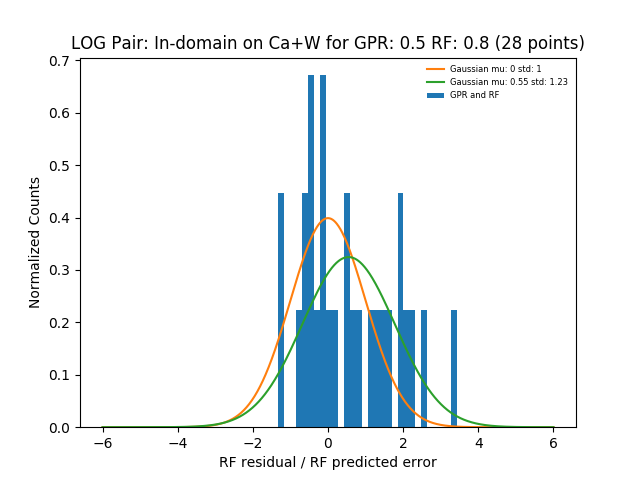 LOG Pair: In-domain on Ca+W for GPR: 0.5 RF: 0.8 (28 points)
Gaussian mu: 0 std: 1
Gaussian mu: 0.55 std: 1.23
GPR and RF
Normalized Counts
0.7
0.6
0.5
0.4
0.3
0.2
0.1
0.0
−6 −4 −2 0 2 4 6
RF residual / RF predicted error